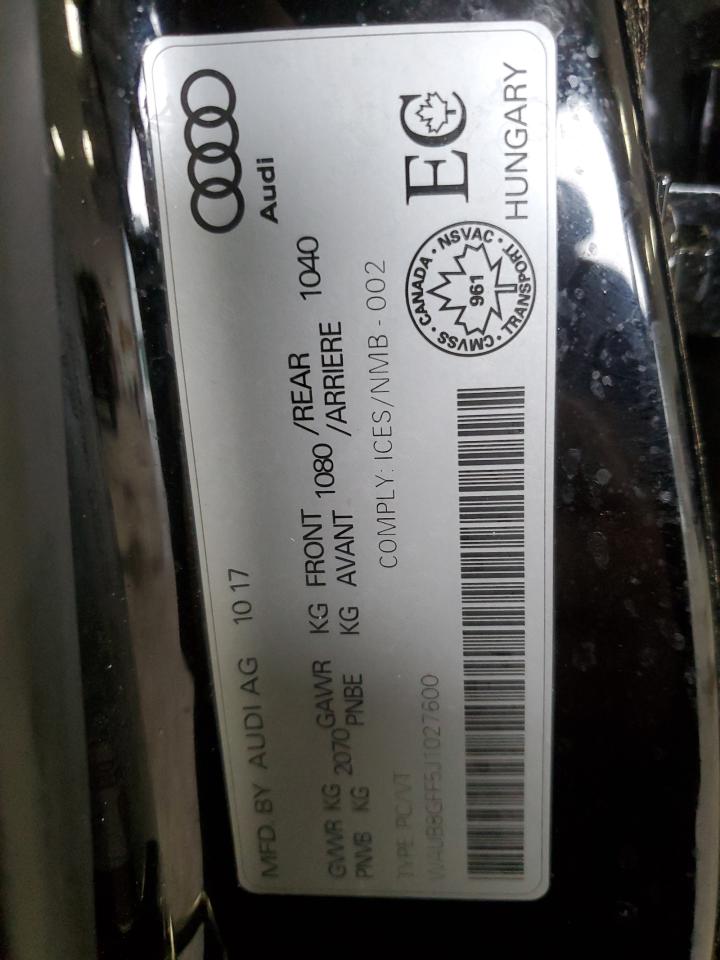 Audi
MFD. BY AUDI AG 10 17
GVWR KG 2070 GAWR KG FRONT 1080 /REAR 1040
PNVB KG PNBE KG AVANT /ARRIERE
COMPLY: ICES/NMB - 002
TYPE PC/VT
WAUB8GFF5J1027600
CANADA · NSVAC · TRANSPORT · CMVSS ·
961
EC
HUNGARY